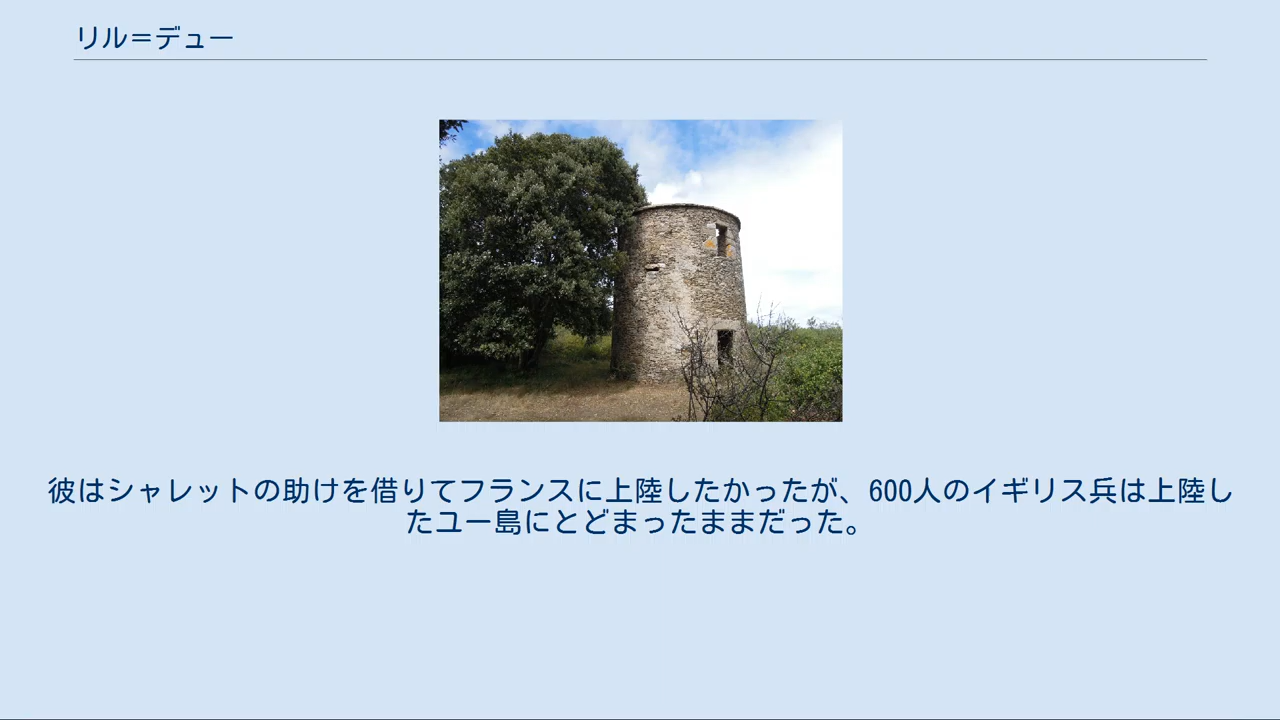 リル＝デュー
彼はシャレットの助けを借りてフランスに上陸したかったが、600人のイギリス兵は上陸し
たユー島にとどまったままだった。